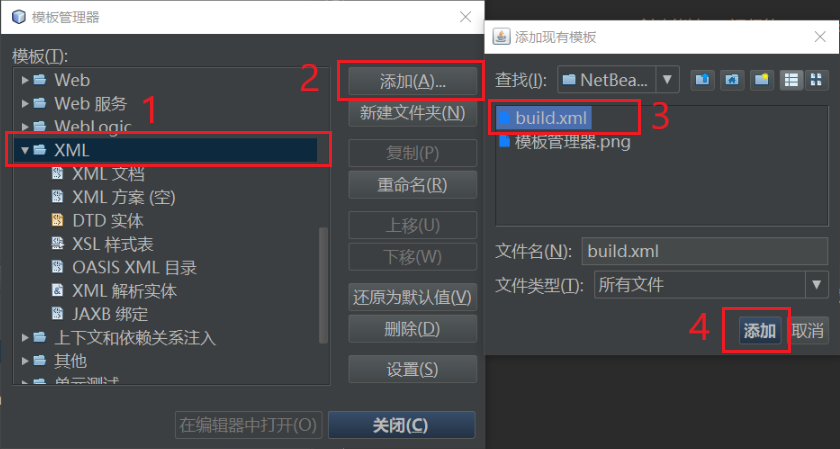 模板管理器
模板(T):
Web
Web 服务
WebLogic
XML
XML 文档
XML 方案 (空)
DTD 实体
XSL 样式表
OASIS XML 目录
XML 解析实体
JAXB 绑定
上下文和依赖关系注入
其他
单元测试
1
2
添加(A)...
新建文件夹(N)
复制(P)
重命名(R)
上移(U)
下移(W)
还原为默认值(V)
删除(D)
设置(S)
在编辑器中打开(O)
关闭(C)
添加现有模板
查找(I):
NetBea...
build.xml
3
模板管理器.png
文件名(N):
build.xml
文件类型(T):
所有文件
4
添加
取消